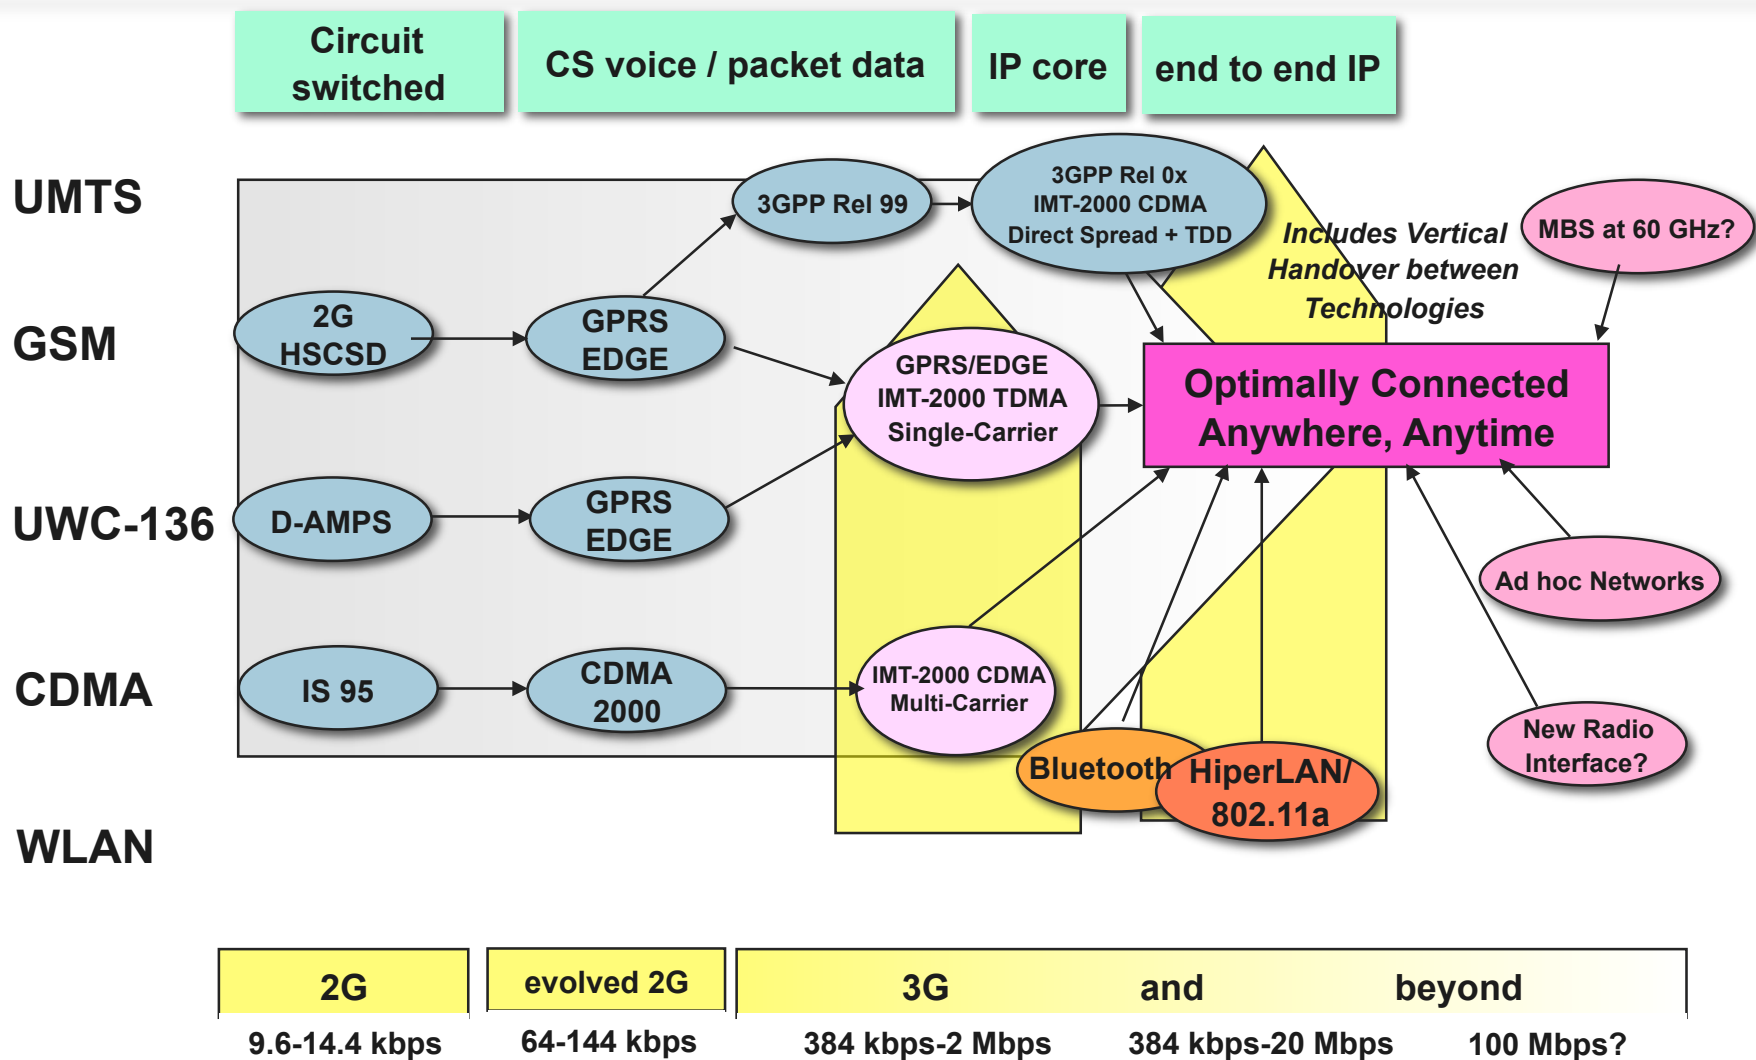 Circuit
switched
CS voice / packet data
IP core
end to end IP
UMTS
3GPP Rel 99
3GPP Rel 0x
IMT-2000 CDMA
Direct Spread + TDD
Includes Vertical
Handover between
Technologies
MBS at 60 GHz?
GSM
2G
HSCSD
GPRS
EDGE
GPRS/EDGE
IMT-2000 TDMA
Single-Carrier
Optimally Connected
Anywhere, Anytime
UWC-136
D-AMPS
GPRS
EDGE
Ad hoc Networks
CDMA
IS 95
CDMA
2000
IMT-2000 CDMA
Multi-Carrier
New Radio
Interface?
Bluetooth
HiperLAN/
802.11a
WLAN
2G
evolved 2G
3G and beyond
9.6-14.4 kbps
64-144 kbps
384 kbps-2 Mbps
384 kbps-20 Mbps
100 Mbps?